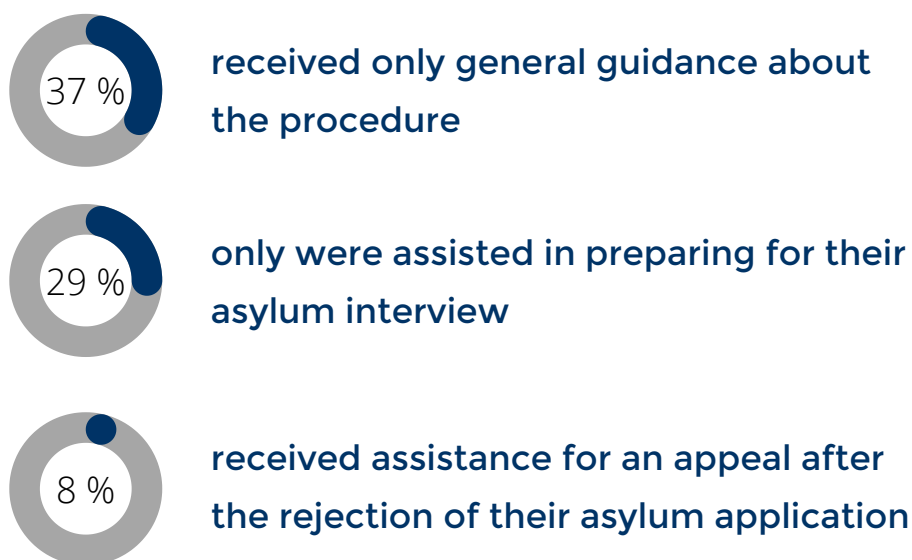 37 %
received only general guidance about
the procedure
29 %
only were assisted in preparing for their
asylum interview
8 %
received assistance for an appeal after
the rejection of their asylum application